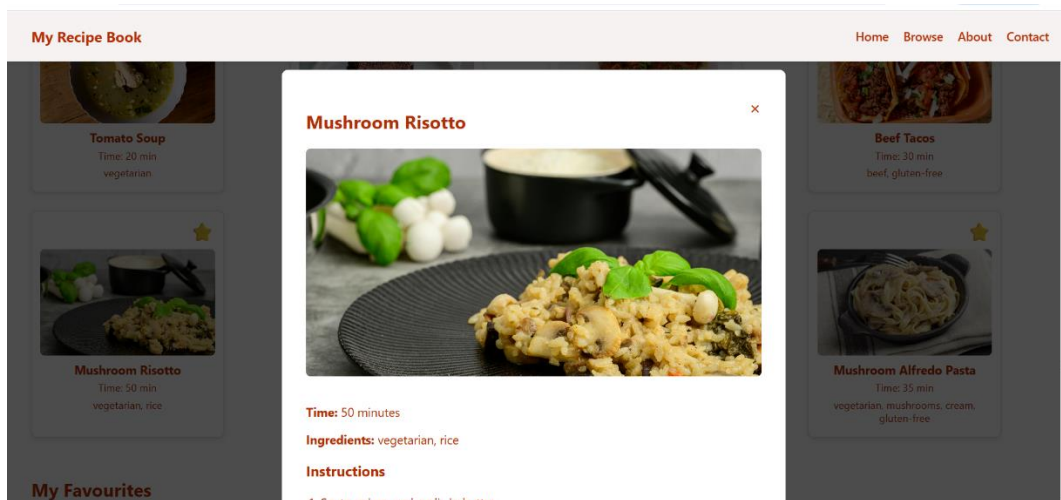 My Recipe Book
Home Browse About Contact
Tomato Soup
Time: 20 min
vegetarian
Beef Tacos
Time: 30 min
beef, gluten-free
Mushroom Risotto
Time: 50 min
vegetarian, rice
Mushroom Risotto
×
Time: 50 minutes
Ingredients: vegetarian, rice
Instructions
Mushroom Alfredo Pasta
Time: 35 min
vegetarian, mushrooms, cream,
gluten-free
My Favourites